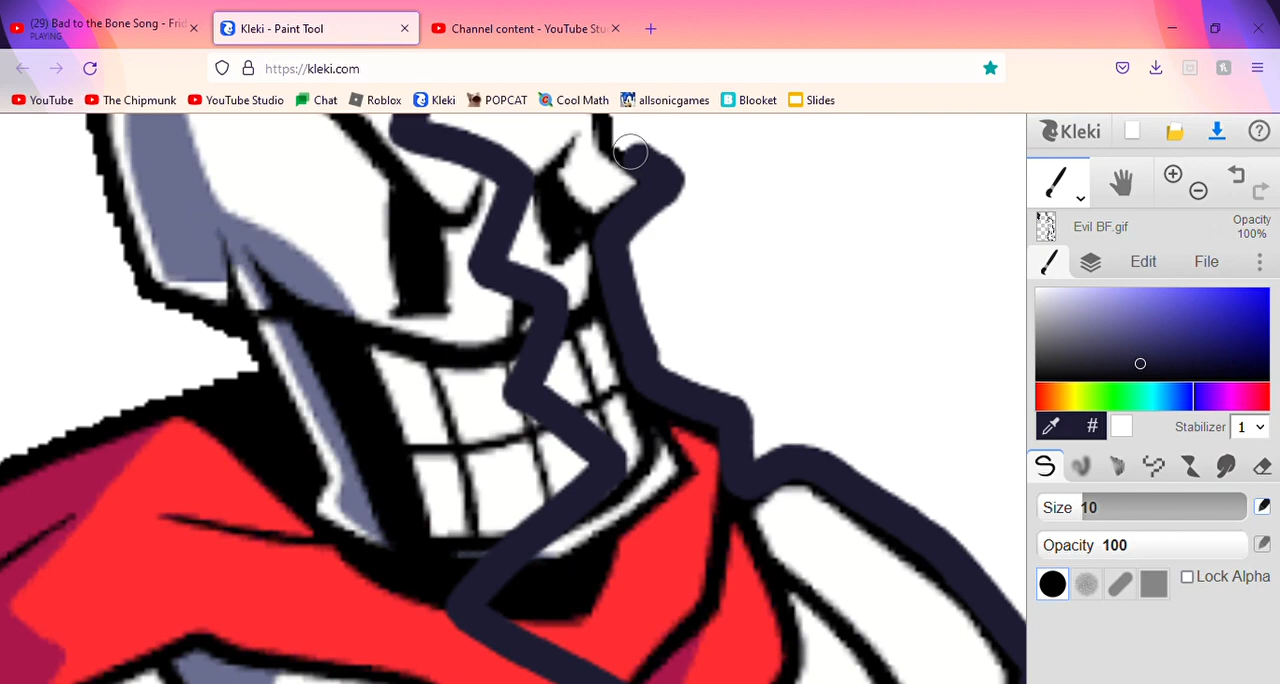 (29) Bad to the Bone Song - Frid
PLAYING
Kleki - Paint Tool
Channel content - YouTube Stu
https://kleki.com
YouTube The Chipmunk YouTube Studio Chat Roblox Kleki POPCAT Cool Math allsonicgames Blooket Slides
Kleki
Evil BF.gif
Opacity
100%
Edit File
# Stabilizer 1
Size 10
Opacity 100
Lock Alpha